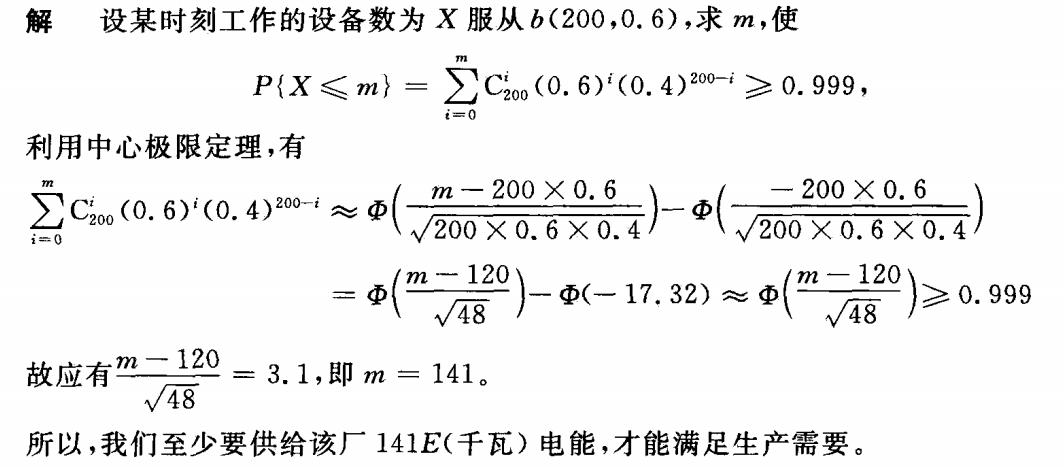 解 设某时刻工作的设备数为 X 服从 b(200,0.6),求 m,使
P{X ⩽ m} = ∑_{i=0}^{m} C_{200}^{i} (0.6)^{i} (0.4)^{200-i} ⩾ 0.999,
利用中心极限定理,有
∑_{i=0}^{m} C_{200}^{i} (0.6)^{i} (0.4)^{200-i} ≈ Φ((m - 200 × 0.6)/√(200 × 0.6 × 0.4)) - Φ((- 200 × 0.6)/√(200 × 0.6 × 0.4))
= Φ((m - 120)/√48) - Φ(- 17.32) ≈ Φ((m - 120)/√48) ⩾ 0.999
故应有 (m - 120)/√48 = 3.1,即 m = 141。
所以,我们至少要供给该厂 141E(千瓦) 电能,才能满足生产需要。